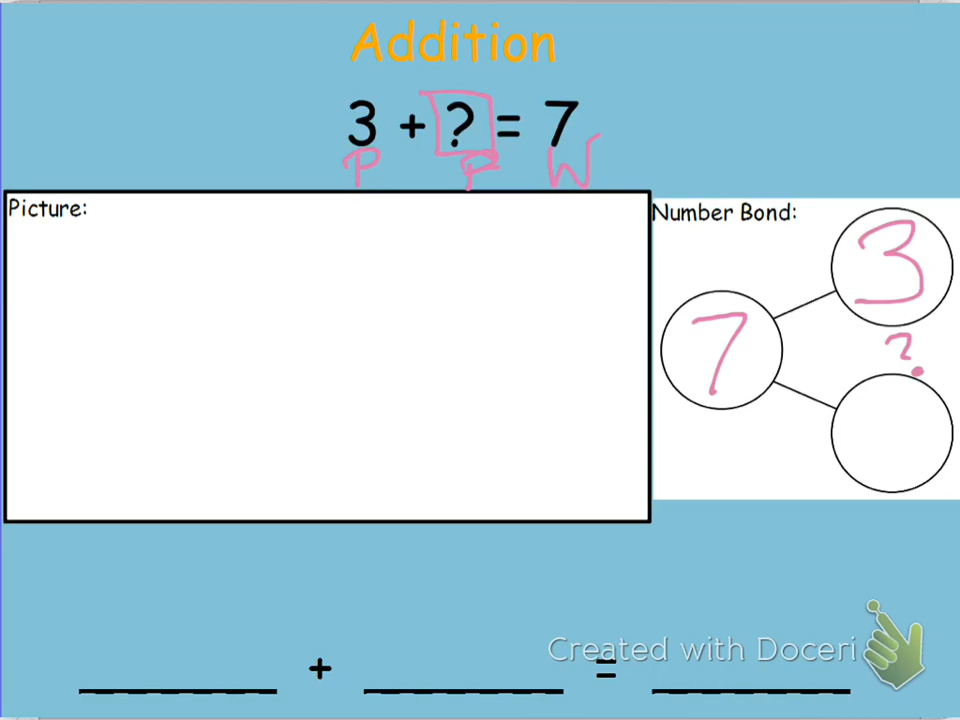 Addition
3 + ? = 7
P P W
Picture:
Number Bond:
3
7
?
Created with Doceri
+ =